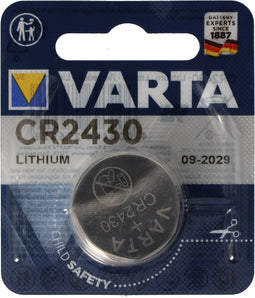 BATTERY
EXPERTS
SINCE
1887
VARTA
CR2430
LITHIUM 09-2029
VARTA
+
CR2430
CHILD SAFETY